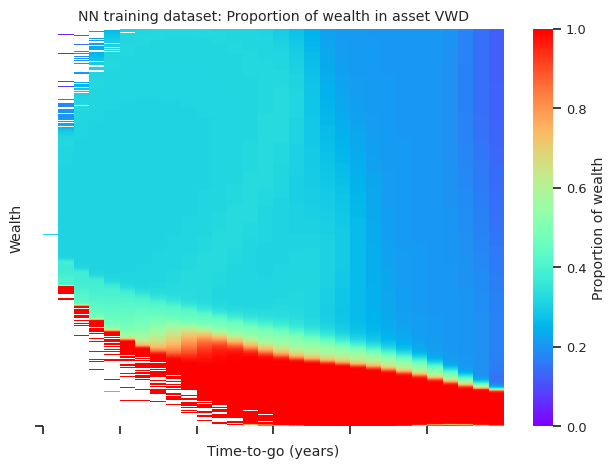 NN training dataset: Proportion of wealth in asset VWD
Wealth
Time-to-go (years)
1.0
0.8
0.6
0.4
0.2
0.0
Proportion of wealth